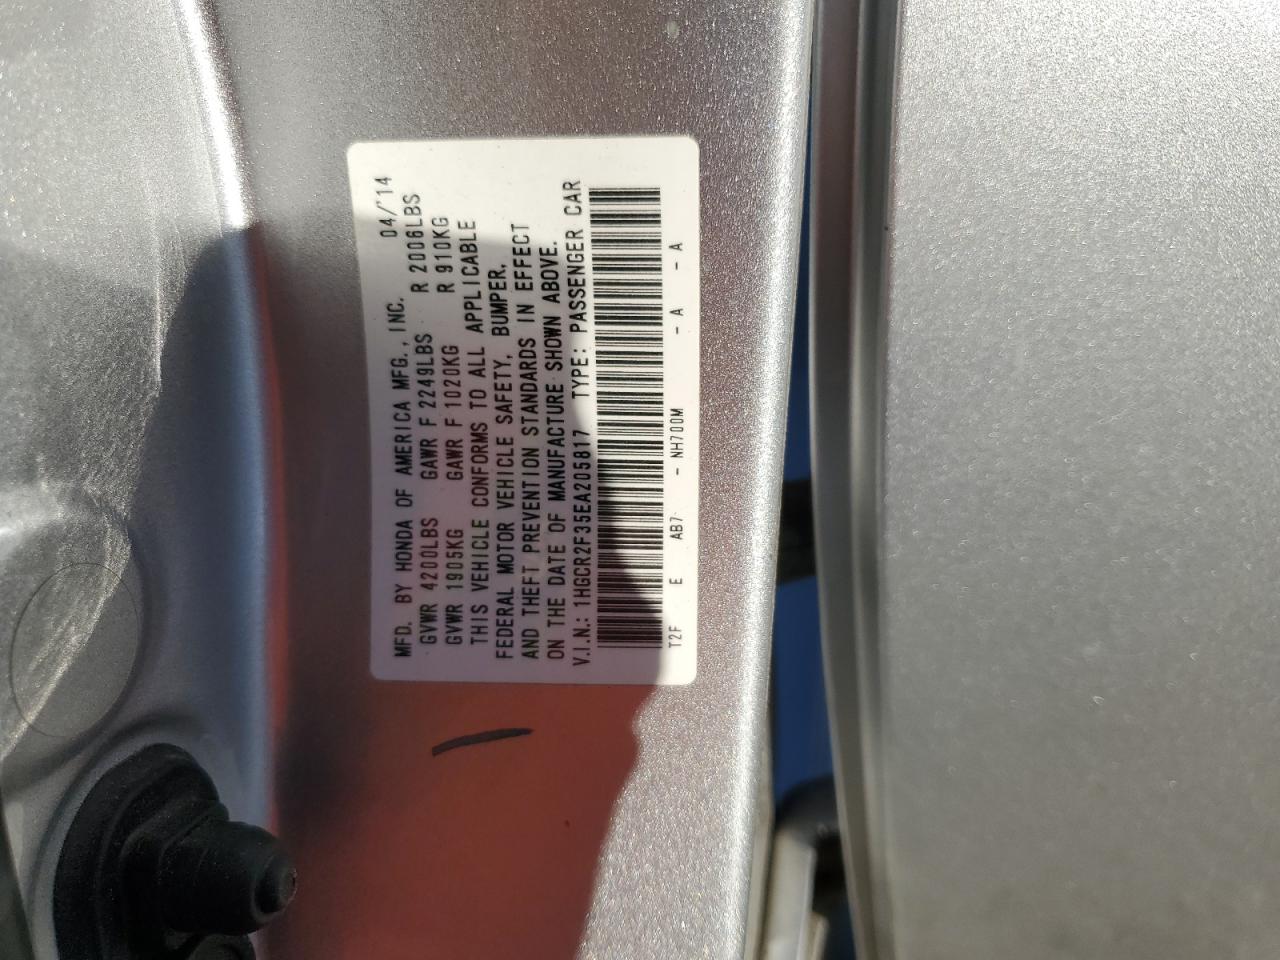 MFD. BY HONDA OF AMERICA MFG., INC. 04/'14
GVWR 4200LBS GAWR F 2249LBS R 2006LBS
GVWR 1905KG GAWR F 1020KG R 910KG
THIS VEHICLE CONFORMS TO ALL APPLICABLE
FEDERAL MOTOR VEHICLE SAFETY, BUMPER,
AND THEFT PREVENTION STANDARDS IN EFFECT
ON THE DATE OF MANUFACTURE SHOWN ABOVE.
V.I.N.: 1HGCR2F35EA205817 TYPE: PASSENGER CAR
T2F E AB7 - NH700M - A - A